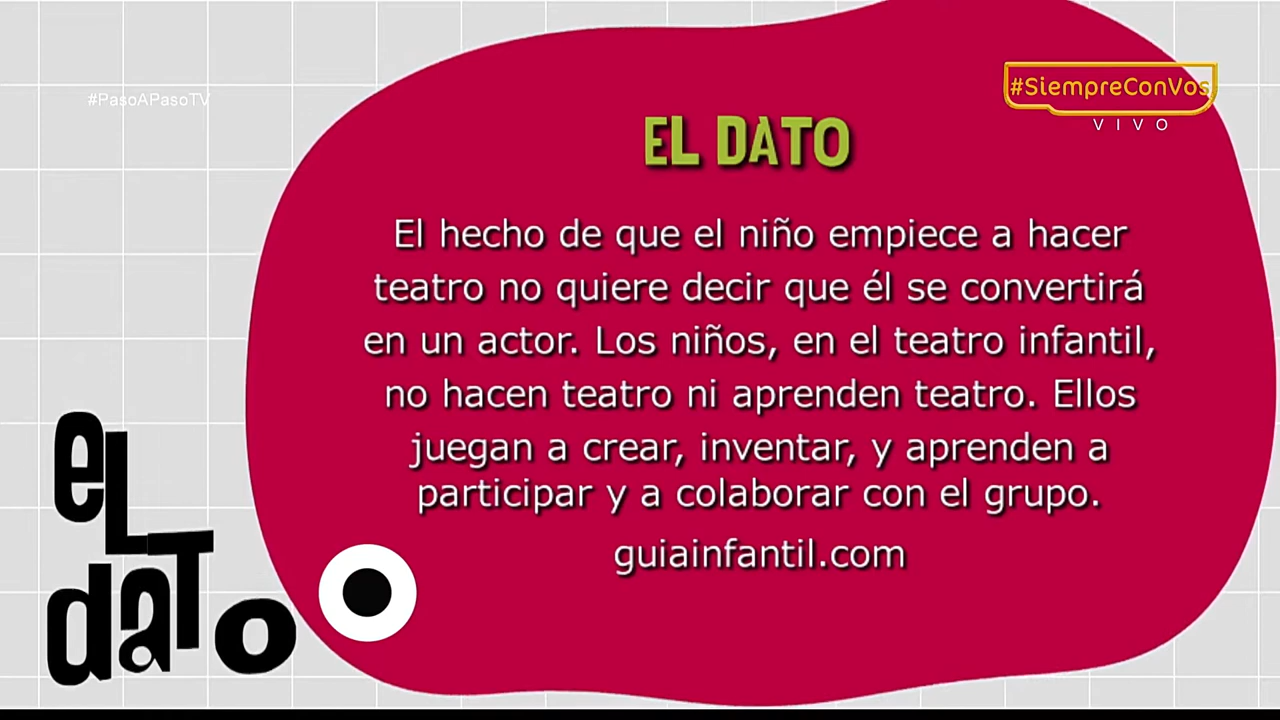 #PasoAPasoTV
#SiempreConVos
VIVO
EL DATO
El hecho de que el niño empiece a hacer
teatro no quiere decir que él se convertirá
en un actor. Los niños, en el teatro infantil,
no hacen teatro ni aprenden teatro. Ellos
juegan a crear, inventar, y aprenden a
participar y a colaborar con el grupo.
guiainfantil.com
eL
daTo